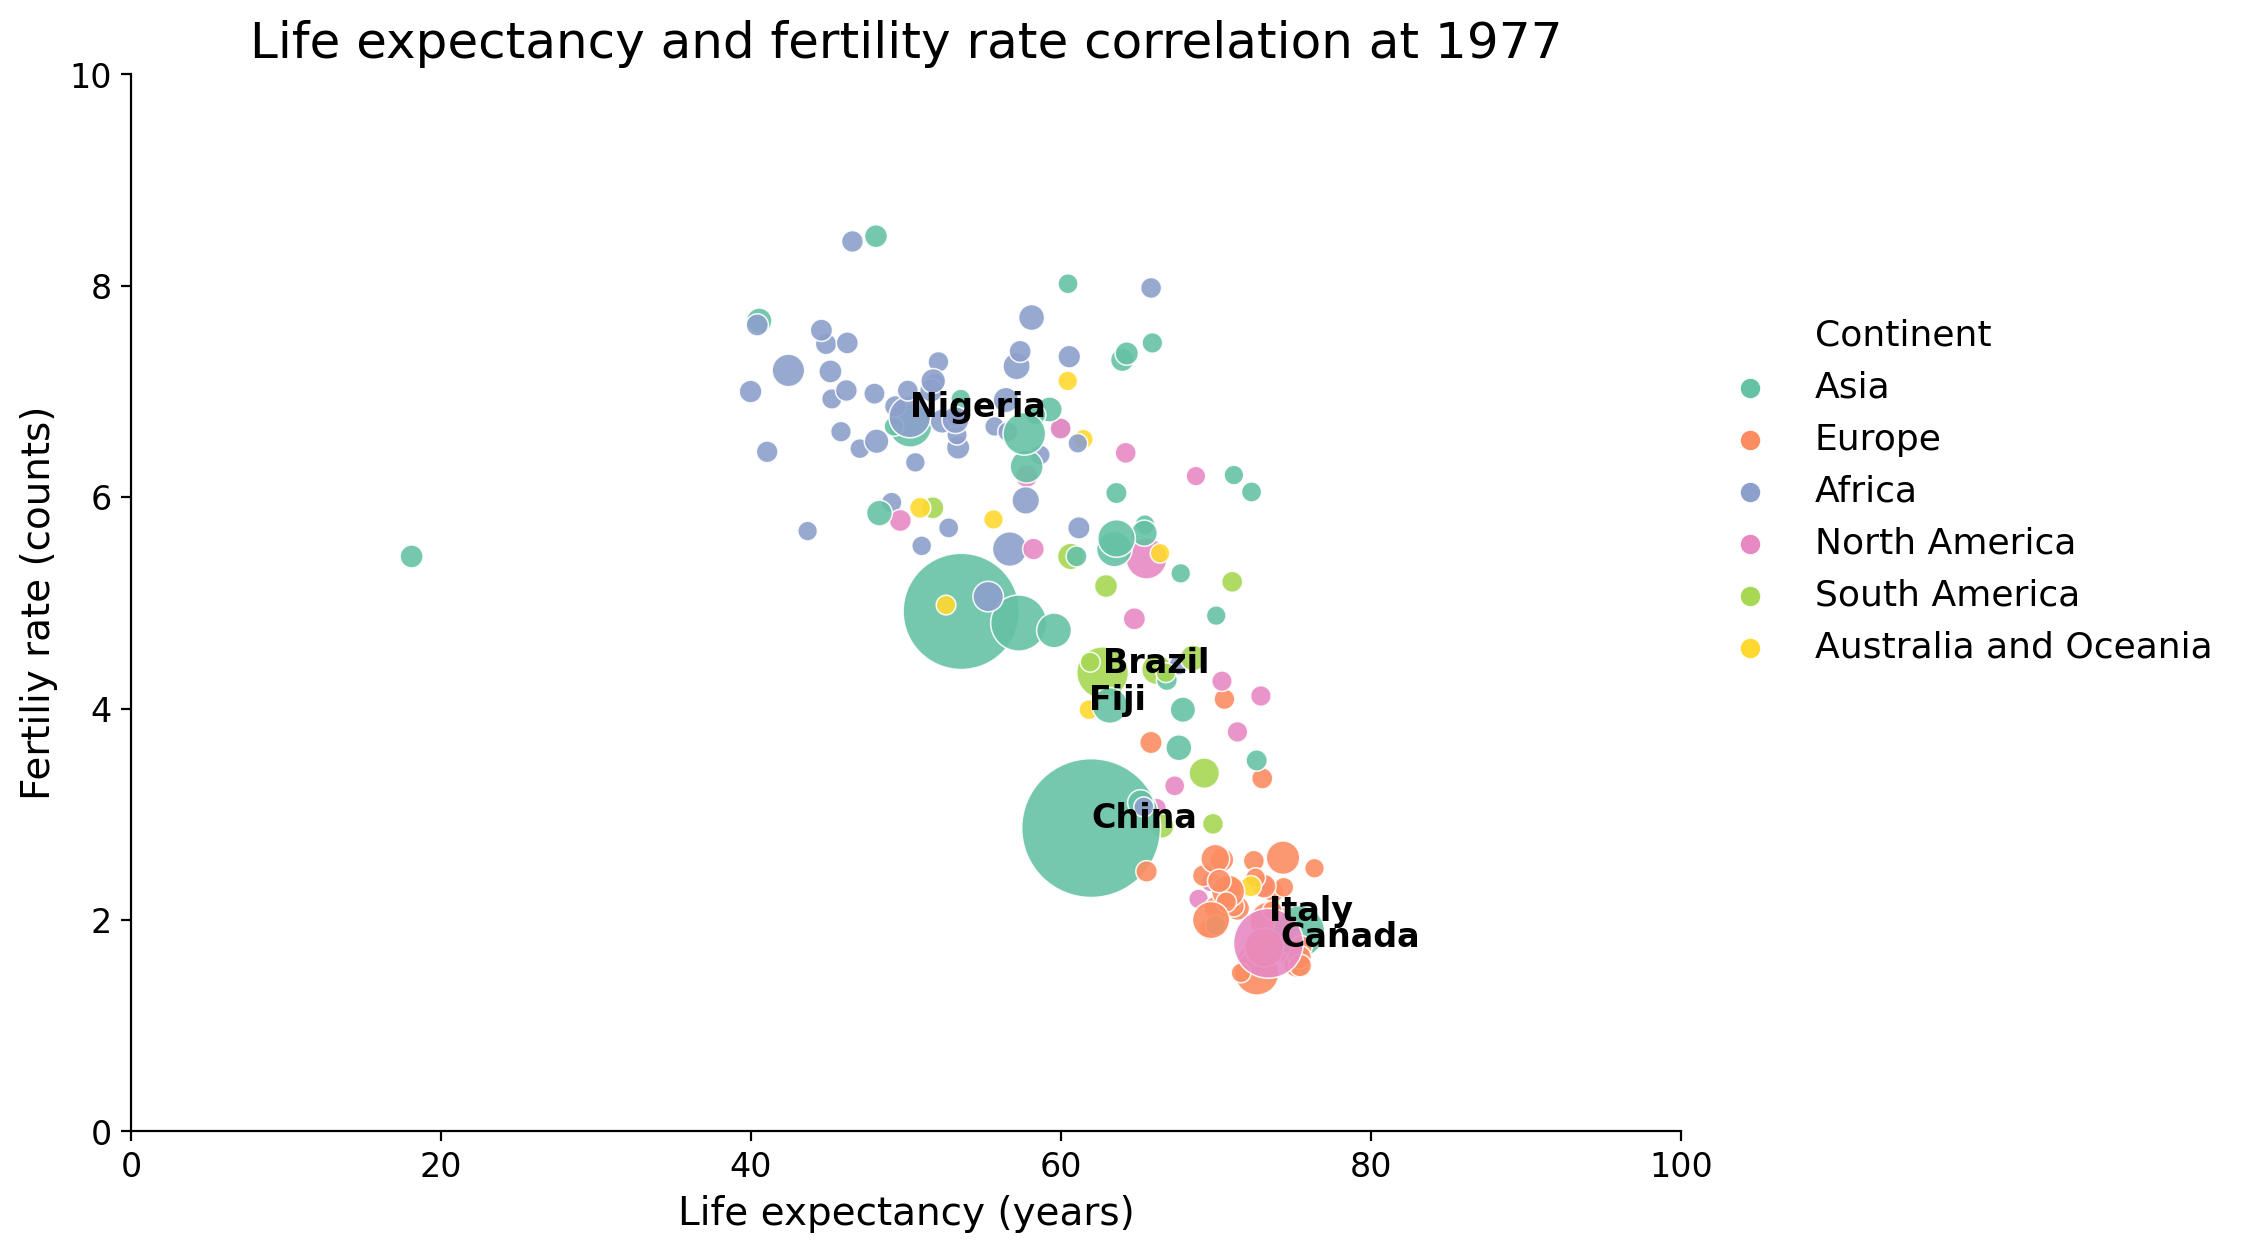 Life expectancy and fertility rate correlation at 1977
10
8
6
4
2
0
Fertiliy rate (counts)
0 20 40 60 80 100
Life expectancy (years)
Nigeria
Brazil
Fiji
China
Italy
Canada
Continent
Asia
Europe
Africa
North America
South America
Australia and Oceania